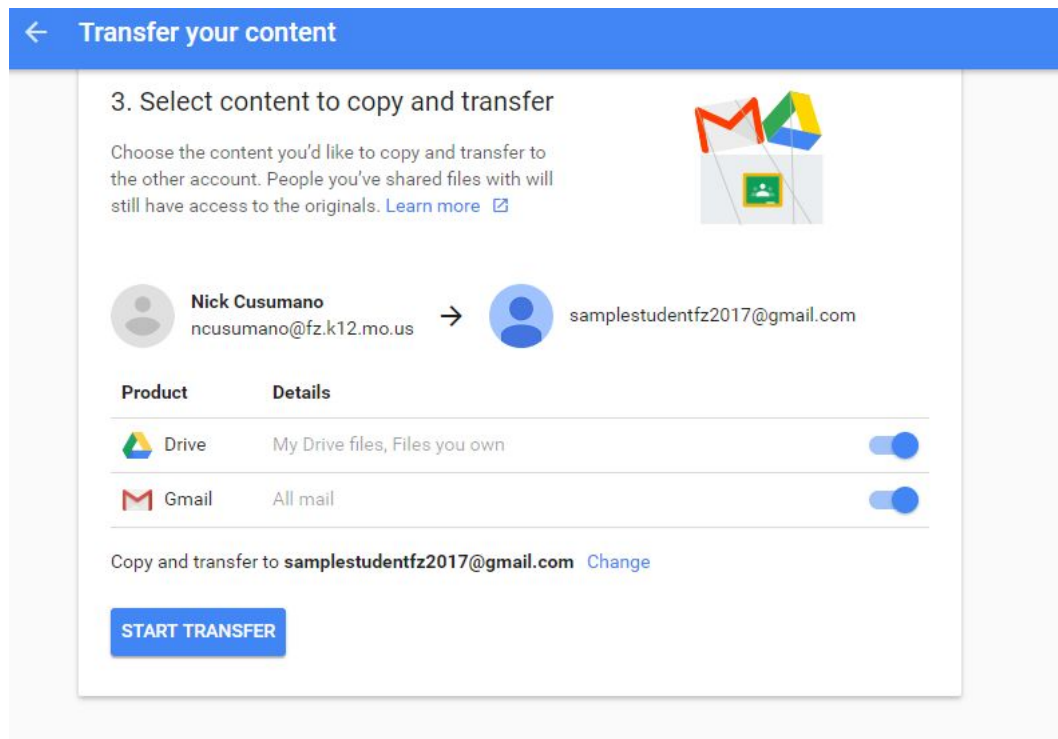 Transfer your content
3. Select content to copy and transfer
Choose the content you'd like to copy and transfer to
the other account. People you've shared files with will
still have access to the originals. Learn more
Nick Cusumano
ncusumano@fz.k12.mo.us
samplestudentfz2017@gmail.com
Product Details
Drive My Drive files, Files you own
Gmail All mail
Copy and transfer to samplestudentfz2017@gmail.com Change
START TRANSFER